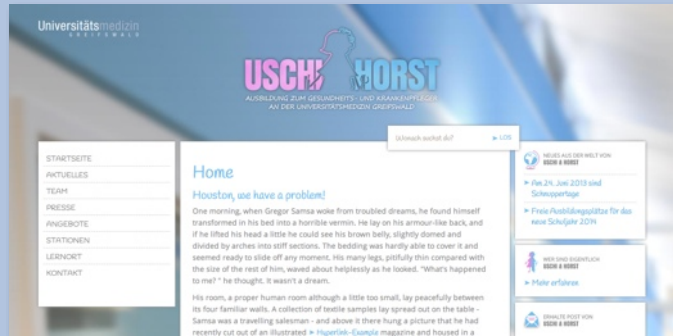 Universitätsmedizin
GREIFSWALD
USCHI HORST
AUSBILDUNG ZUM GESUNDHEITS- UND KRANKENPFLEGER
AN DER UNIVERSITÄTSMEDIZIN GREIFSWALD
Wonach suchst du? ► LOS
STARTSEITE
AKTUELLES
TEAM
PRESSE
ANGEBOTE
STATIONEN
LERNORT
KONTAKT
Home
Houston, we have a problem!
One morning, when Gregor Samsa woke from troubled dreams, he found himself
transformed in his bed into a horrible vermin. He lay on his armour-like back, and
if he lifted his head a little he could see his brown belly, slightly domed and
divided by arches into stiff sections. The bedding was hardly able to cover it and
seemed ready to slide off any moment. His many legs, pitifully thin compared with
the size of the rest of him, waved about helplessly as he looked. "What's happened
to me? " he thought. It wasn't a dream.
His room, a proper human room although a little too small, lay peacefully between
its four familiar walls. A collection of textile samples lay spread out on the table -
Samsa was a travelling salesman - and above it there hung a picture that he had
recently cut out of an illustrated ► Hyperlink-Example magazine and housed in a
NEUES AUS DER WELT VON
USCHI & HORST
► Am 24. Juni 2013 sind
Schnuppertage
► Freie Ausbildungsplätze für das
neue Schuljahr 2014
WER SIND EIGENTLICH
USCHI & HORST
► Mehr erfahren
ERHALTE POST VON
USCHI & HORST